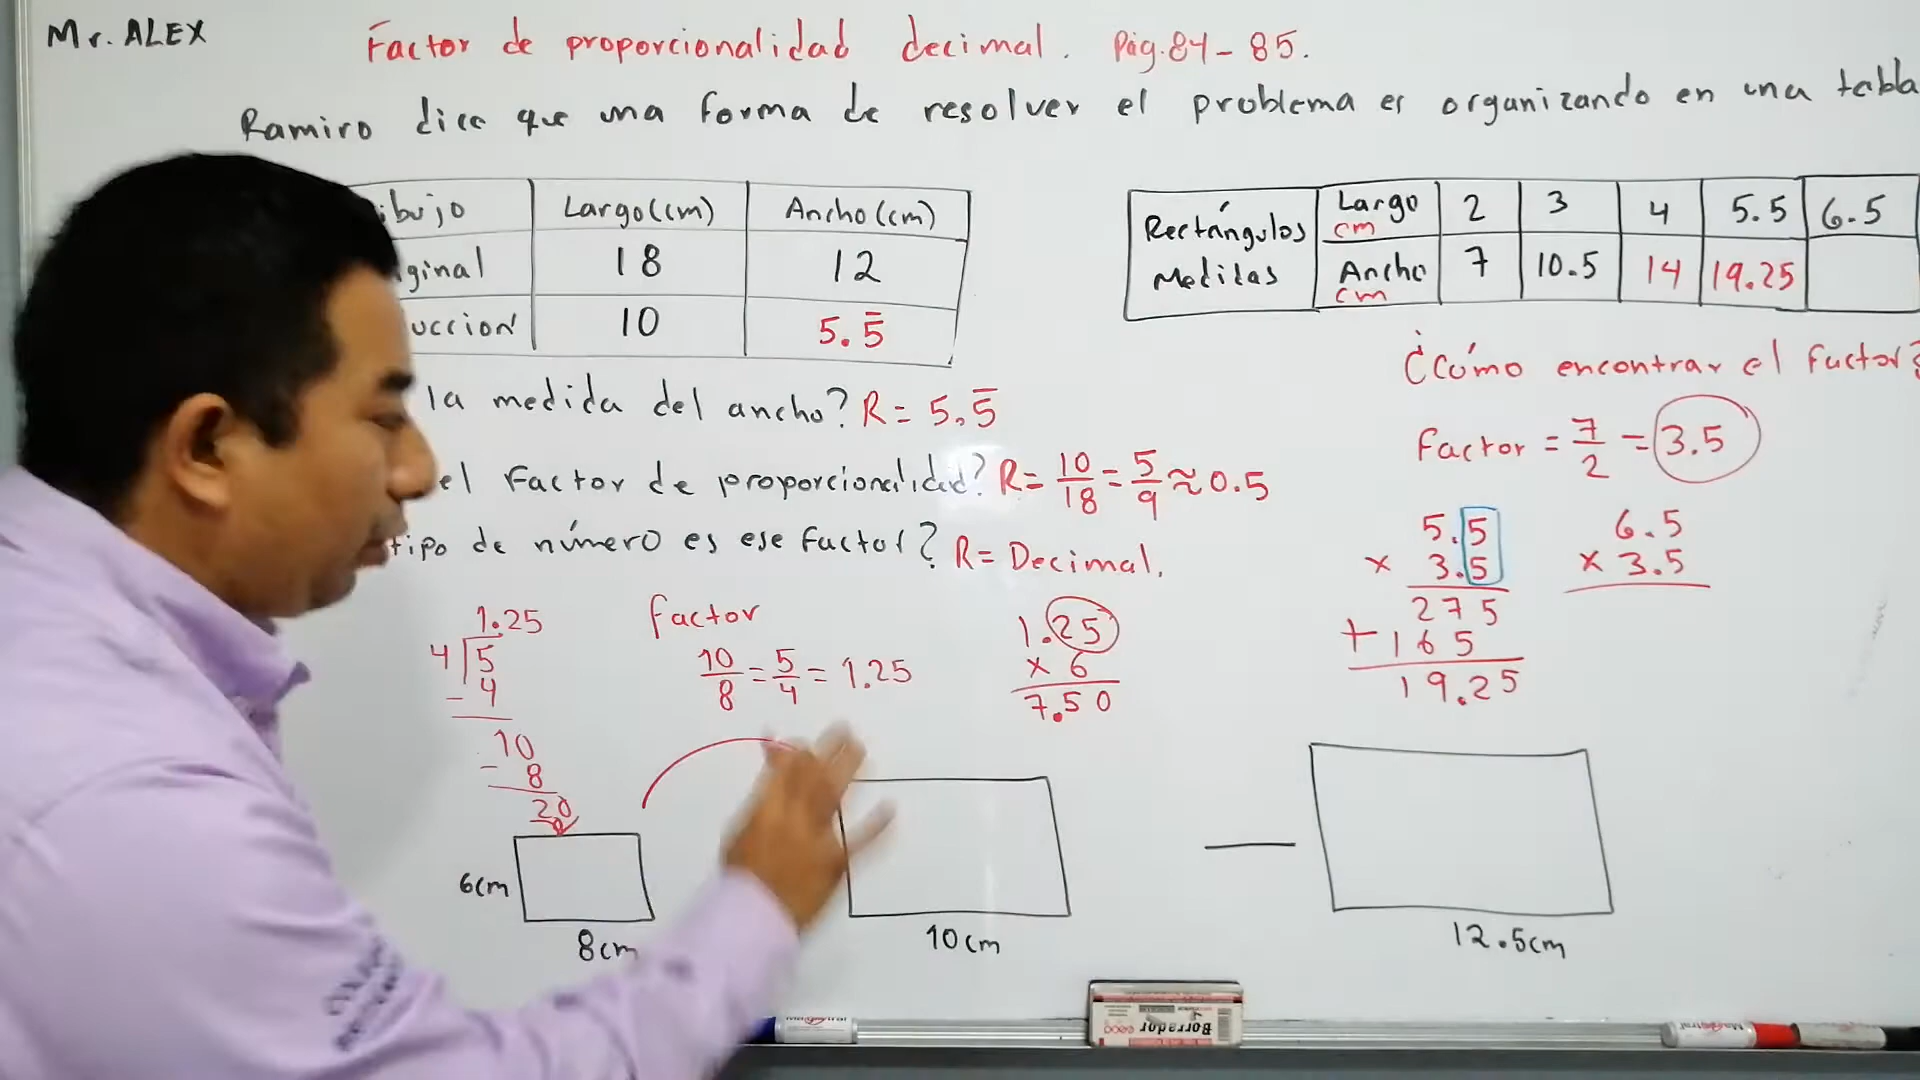 Mr. ALEX
Factor de proporcionalidad decimal. Pág. 84 - 85.
Ramiro dice que una forma de resolver el problema es organizando en una tabla
ibujo Largo (cm) Ancho (cm)
ginal 18 12
ucción 10 5.5̅
la medida del ancho? R = 5.5̅
el Factor de proporcionalidad? R = 10/18 = 5/9 ≈ 0.5
tipo de número es ese factor? R = Decimal.
Rectángulos Medidas
Largo cm 2 3 4 5.5 6.5
Ancho cm 7 10.5 14 19.25
¿Cómo encontrar el factor?
Factor = 7/2 = 3.5
5.5
x 3.5
275
+ 165
19.25
6.5
x 3.5
1.25
4 5
- 4
10
- 8
20
factor
10/8 = 5/4 = 1.25
1.25
x 6
7.50
6cm
8cm
10cm
12.5cm
Borrador